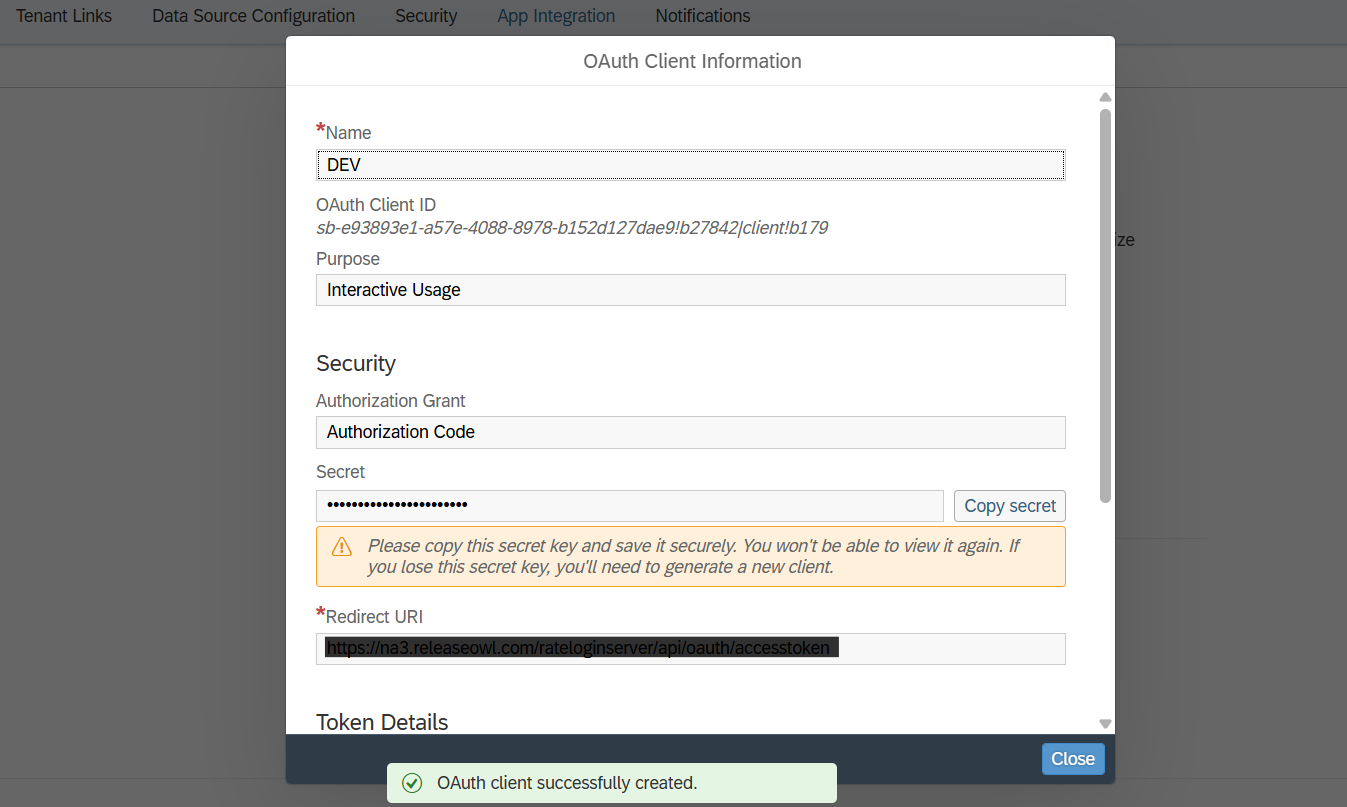 Tenant Links Data Source Configuration Security App Integration Notifications
OAuth Client Information
*Name
DEV
OAuth Client ID
sb-e93893e1-a57e-4088-8978-b152d127dae9!b27842|client!b179
ize
Purpose
Interactive Usage
Security
Authorization Grant
Authorization Code
Secret
•••••••••••••••••••••••
Copy secret
Please copy this secret key and save it securely. You won't be able to view it again. If
you lose this secret key, you'll need to generate a new client.
*Redirect URI
https://na3.releaseowl.com/rateloginserver/api/oauth/accesstoken
Token Details
Close
OAuth client successfully created.